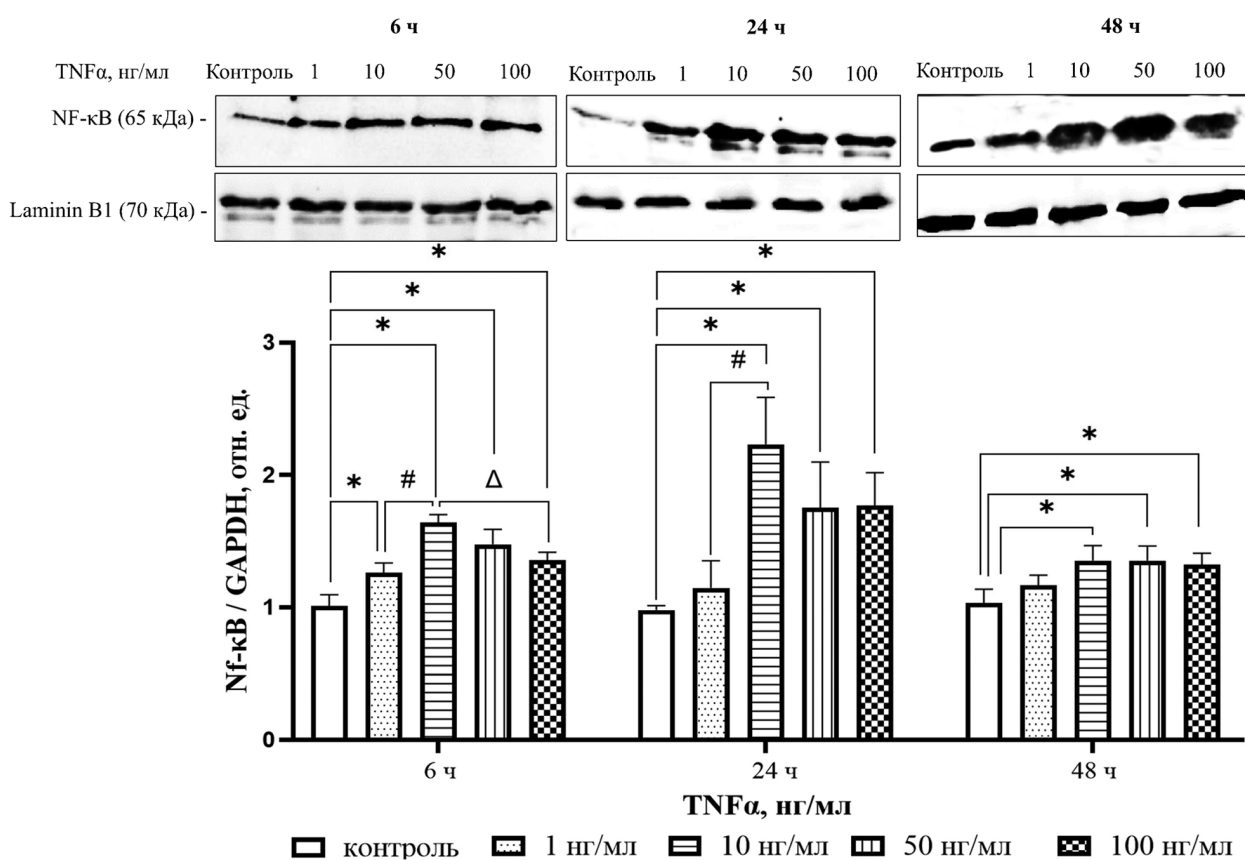 6 ч 24 ч 48 ч
TNFα, нг/мл Контроль 1 10 50 100 Контроль 1 10 50 100 Контроль 1 10 50 100
NF-κB (65 кДа) -
Laminin B1 (70 кДа) -
* *
* *
* *
#
3
*
*
* # Δ
*
2
1
0
Nf-κB / GAPDH, отн. ед.
6 ч 24 ч 48 ч
TNFα, нг/мл
контроль 1 нг/мл 10 нг/мл 50 нг/мл 100 нг/мл